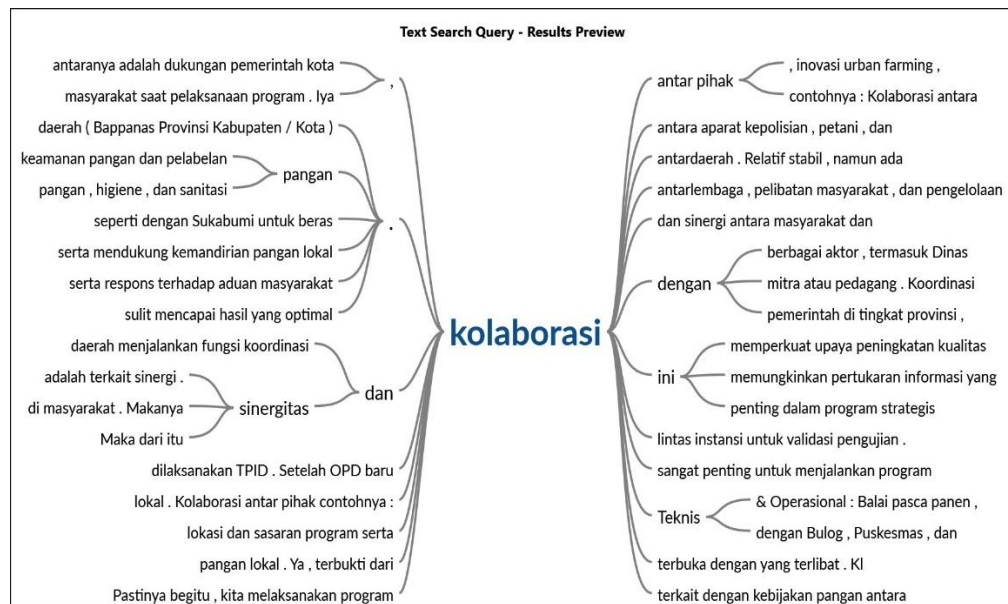 Text Search Query - Results Preview
antaranya adalah dukungan pemerintah kota
masyarakat saat pelaksanaan program . Iya
,
daerah ( Bappanas Provinsi Kabupaten / Kota )
keamanan pangan dan pelabelan
pangan , higiene , dan sanitasi
pangan
seperti dengan Sukabumi untuk beras
serta mendukung kemandirian pangan lokal
serta respons terhadap aduan masyarakat
sulit mencapai hasil yang optimal
.
daerah menjalankan fungsi koordinasi
adalah terkait sinergi .
di masyarakat . Makanya
Maka dari itu
sinergitas
dan
dilaksanakan TPID . Setelah OPD baru
lokal . Kolaborasi antar pihak contohnya :
lokasi dan sasaran program serta
pangan lokal . Ya , terbukti dari
Pastinya begitu , kita melaksanakan program
kolaborasi
antar pihak
, inovasi urban farming ,
contohnya : Kolaborasi antara
antara aparat kepolisian , petani , dan
antardaerah . Relatif stabil , namun ada
antarlembaga , pelibatan masyarakat , dan pengelolaan
dan sinergi antara masyarakat dan
dengan
berbagai aktor , termasuk Dinas
mitra atau pedagang . Koordinasi
pemerintah di tingkat provinsi ,
ini
memperkuat upaya peningkatan kualitas
memungkinkan pertukaran informasi yang
penting dalam program strategis
lintas instansi untuk validasi pengujian .
sangat penting untuk menjalankan program
Teknis
& Operasional : Balai pasca panen ,
dengan Bulog , Puskesmas , dan
terbuka dengan yang terlibat . Kl
terkait dengan kebijakan pangan antara